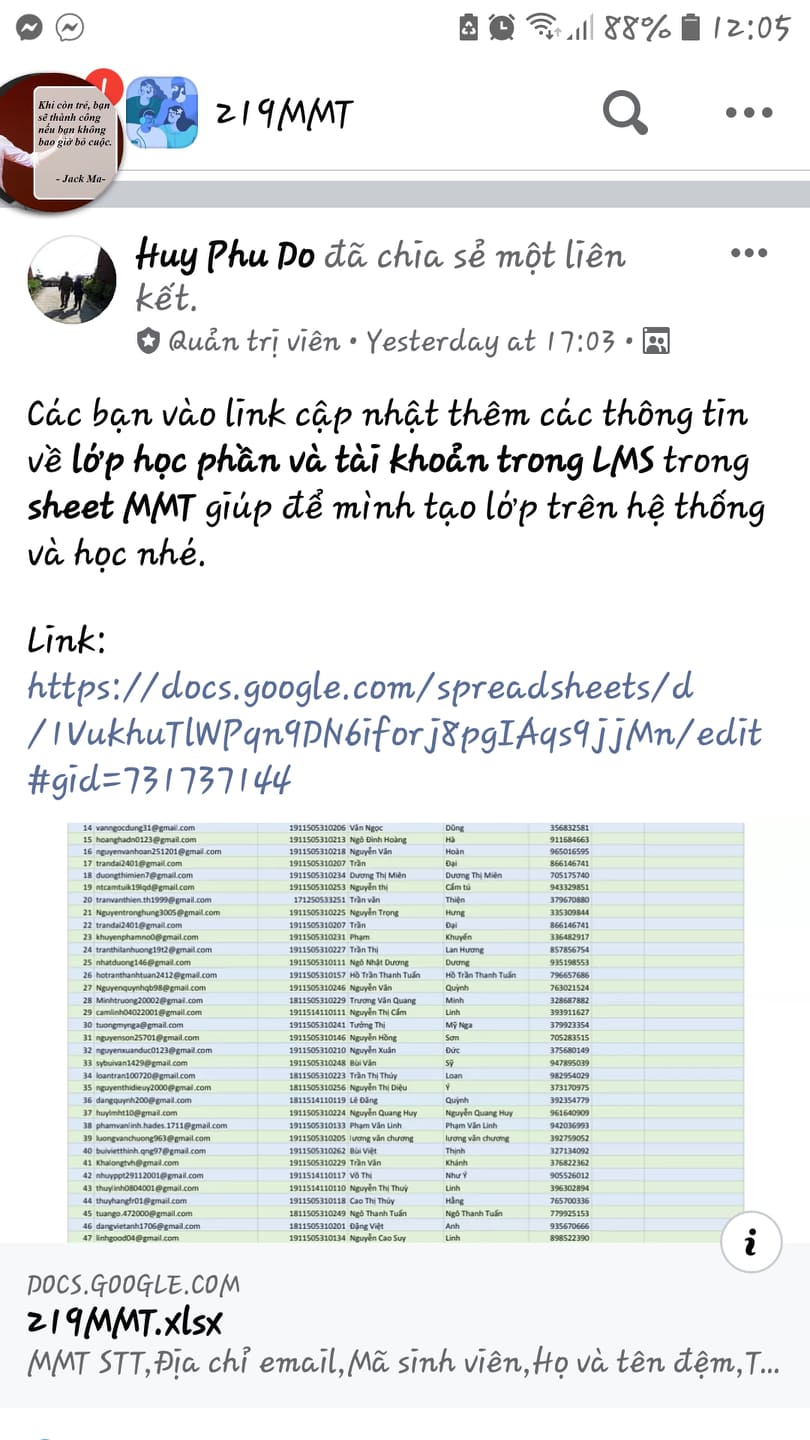 88% 12:05
Khi còn trẻ, bạn
sẽ thành công
nếu bạn không
bao giờ bỏ cuộc.
- Jack Ma-
219MMT
Huy Phu Do đã chia sẻ một liên
kết.
Quản trị viên • Yesterday at 17:03 •
Các bạn vào link cập nhật thêm các thông tin
về lớp học phần và tài khoản trong LMS trong
sheet MMT giúp để mình tạo lớp trên hệ thống
và học nhé.
Link:
https://docs.google.com/spreadsheets/d
/1VukhuTlWPqn9DN6iforj8pgIAqs9jjMn/edit
#gid=731737144
14 vanngocdung31@gmail.com 1911505310206 Văn Ngọc Dũng 356832581
15 hoanghadn0123@gmail.com 1911505310213 Ngô Đình Hoàng Hà 911684663
16 nguyenvanhoan251201@gmail.com 1911505310218 Nguyễn Văn Hoàn 965016595
17 trandai2401@gmail.com 1911505310207 Trần Đại 866146741
18 duongthimien7@gmail.com 1911505310234 Dương Thị Miên Dương Thị Miên 705175740
19 ntcamtuik19lqd@gmail.com 1911505310253 Nguyễn thị Cẩm tú 943329851
20 tranvanthien.th1999@gmail.com 171250533251 Trần văn Thiện 379670880
21 Nguyentronghung3005@gmail.com 1911505310225 Nguyễn Trọng Hưng 335309844
22 trandai2401@gmail.com 1911505310207 Trần Đại 866146741
23 khuyenphamno0@gmail.com 1911505310231 Phạm Khuyến 336482917
24 tranthilanhuong19t2@gmail.com 1911505310227 Trần Thị Lan Hương 857856754
25 nhatduong146@gmail.com 1911505310111 Ngô Nhật Dương Dương 935198553
26 hotranthanhtuan2412@gmail.com 1911505310157 Hồ Trần Thanh Tuấn Hồ Trần Thanh Tuấn 796657686
27 Nguyenquynhqb98@gmail.com 1911505310246 Nguyễn Văn Quỳnh 763021524
28 Minhtruong20002@gmail.com 1811505310229 Trương Văn Quang Minh 328687882
29 camlinh04022001@gmail.com 1911514110111 Nguyễn Thị Cẩm Linh 393911627
30 tuongmynga@gmail.com 1911505310241 Tưởng Thị Mỹ Nga 379923354
31 nguyenson25701@gmail.com 1911505310146 Nguyễn Hồng Sơn 705283515
32 nguyenxuanduc0123@gmail.com 1911505310210 Nguyễn Xuân Đức 375680149
33 sybuivan1429@gmail.com 1911505310248 Bùi Văn Sỹ 947895039
34 loantran100720@gmail.com 1811505310223 Trần Thị Thúy Loan 982954029
35 nguyenthidieuy2000@gmail.com 1811505310256 Nguyễn Thị Diệu Ý 373170975
36 dangquynh200@gmail.com 1811514110119 Lê Đăng Quỳnh 392354779
37 huylmht10@gmail.com 1911505310224 Nguyễn Quang Huy Nguyễn Quang Huy 961640909
38 phamvanlinh.hades.1711@gmail.com 1911505310133 Phạm Văn Linh Phạm Văn Linh 942036993
39 luongvanchuong963@gmail.com 1911505310205 lương văn chương lương văn chương 392759052
40 buivietthinh.qng97@gmail.com 1911505310262 Bùi Việt Thịnh 327134092
41 Khalongtvh@gmail.com 1911505310229 Trần Văn Khánh 376822362
42 nhuyppt29112001@gmail.com 1911514110117 Võ Thị Như Ý 905526012
43 thuylinh0804001@gmail.com 1911514110110 Nguyễn Thị Thuỳ Linh 396302894
44 thuyhangfr01@gmail.com 1911505310118 Cao Thị Thúy Hằng 765700336
45 tuango.472000@gmail.com 1811505310249 Ngô Thanh Tuấn Ngô Thanh Tuấn 779925153
46 dangvietanh1706@gmail.com 1811505310201 Đặng Việt Anh 935670666
47 linhgood04@gmail.com 1911505310134 Nguyễn Cao Suy Linh 898522390
DOCS.GOOGLE.COM
219MMT.xlsx
MMT STT,Địa chỉ email,Mã sinh viên,Họ và tên đệm,T...